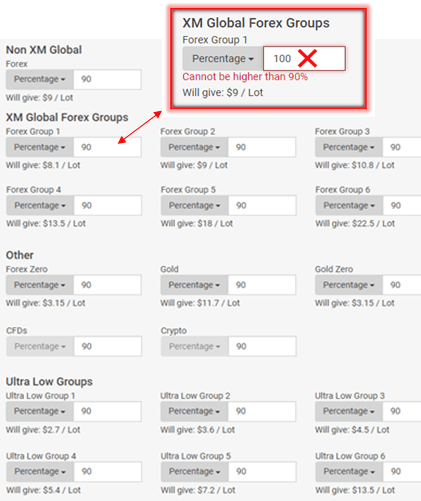 XM Global Forex Groups
Forex Group 1
Percentage 100
Cannot be higher than 90%
Will give: $9 / Lot
Non XM Global
Forex
Percentage 90
Will give: $9 / Lot
XM Global Forex Groups
Forex Group 1 Forex Group 2 Forex Group 3
Percentage 90 Percentage 90 Percentage 90
Will give: $8.1 / Lot Will give: $9 / Lot Will give: $10.8 / Lot
Forex Group 4 Forex Group 5 Forex Group 6
Percentage 90 Percentage 90 Percentage 90
Will give: $13.5 / Lot Will give: $18 / Lot Will give: $22.5 / Lot
Other
Forex Zero Gold Gold Zero
Percentage 90 Percentage 90 Percentage 90
Will give: $3.15 / Lot Will give: $11.7 / Lot Will give: $3.15 / Lot
CFDs Crypto
Percentage 90 Percentage 90
Ultra Low Groups
Ultra Low Group 1 Ultra Low Group 2 Ultra Low Group 3
Percentage 90 Percentage 90 Percentage 90
Will give: $2.7 / Lot Will give: $3.6 / Lot Will give: $4.5 / Lot
Ultra Low Group 4 Ultra Low Group 5 Ultra Low Group 6
Percentage 90 Percentage 90 Percentage 90
Will give: $5.4 / Lot Will give: $7.2 / Lot Will give: $13.5 / Lot